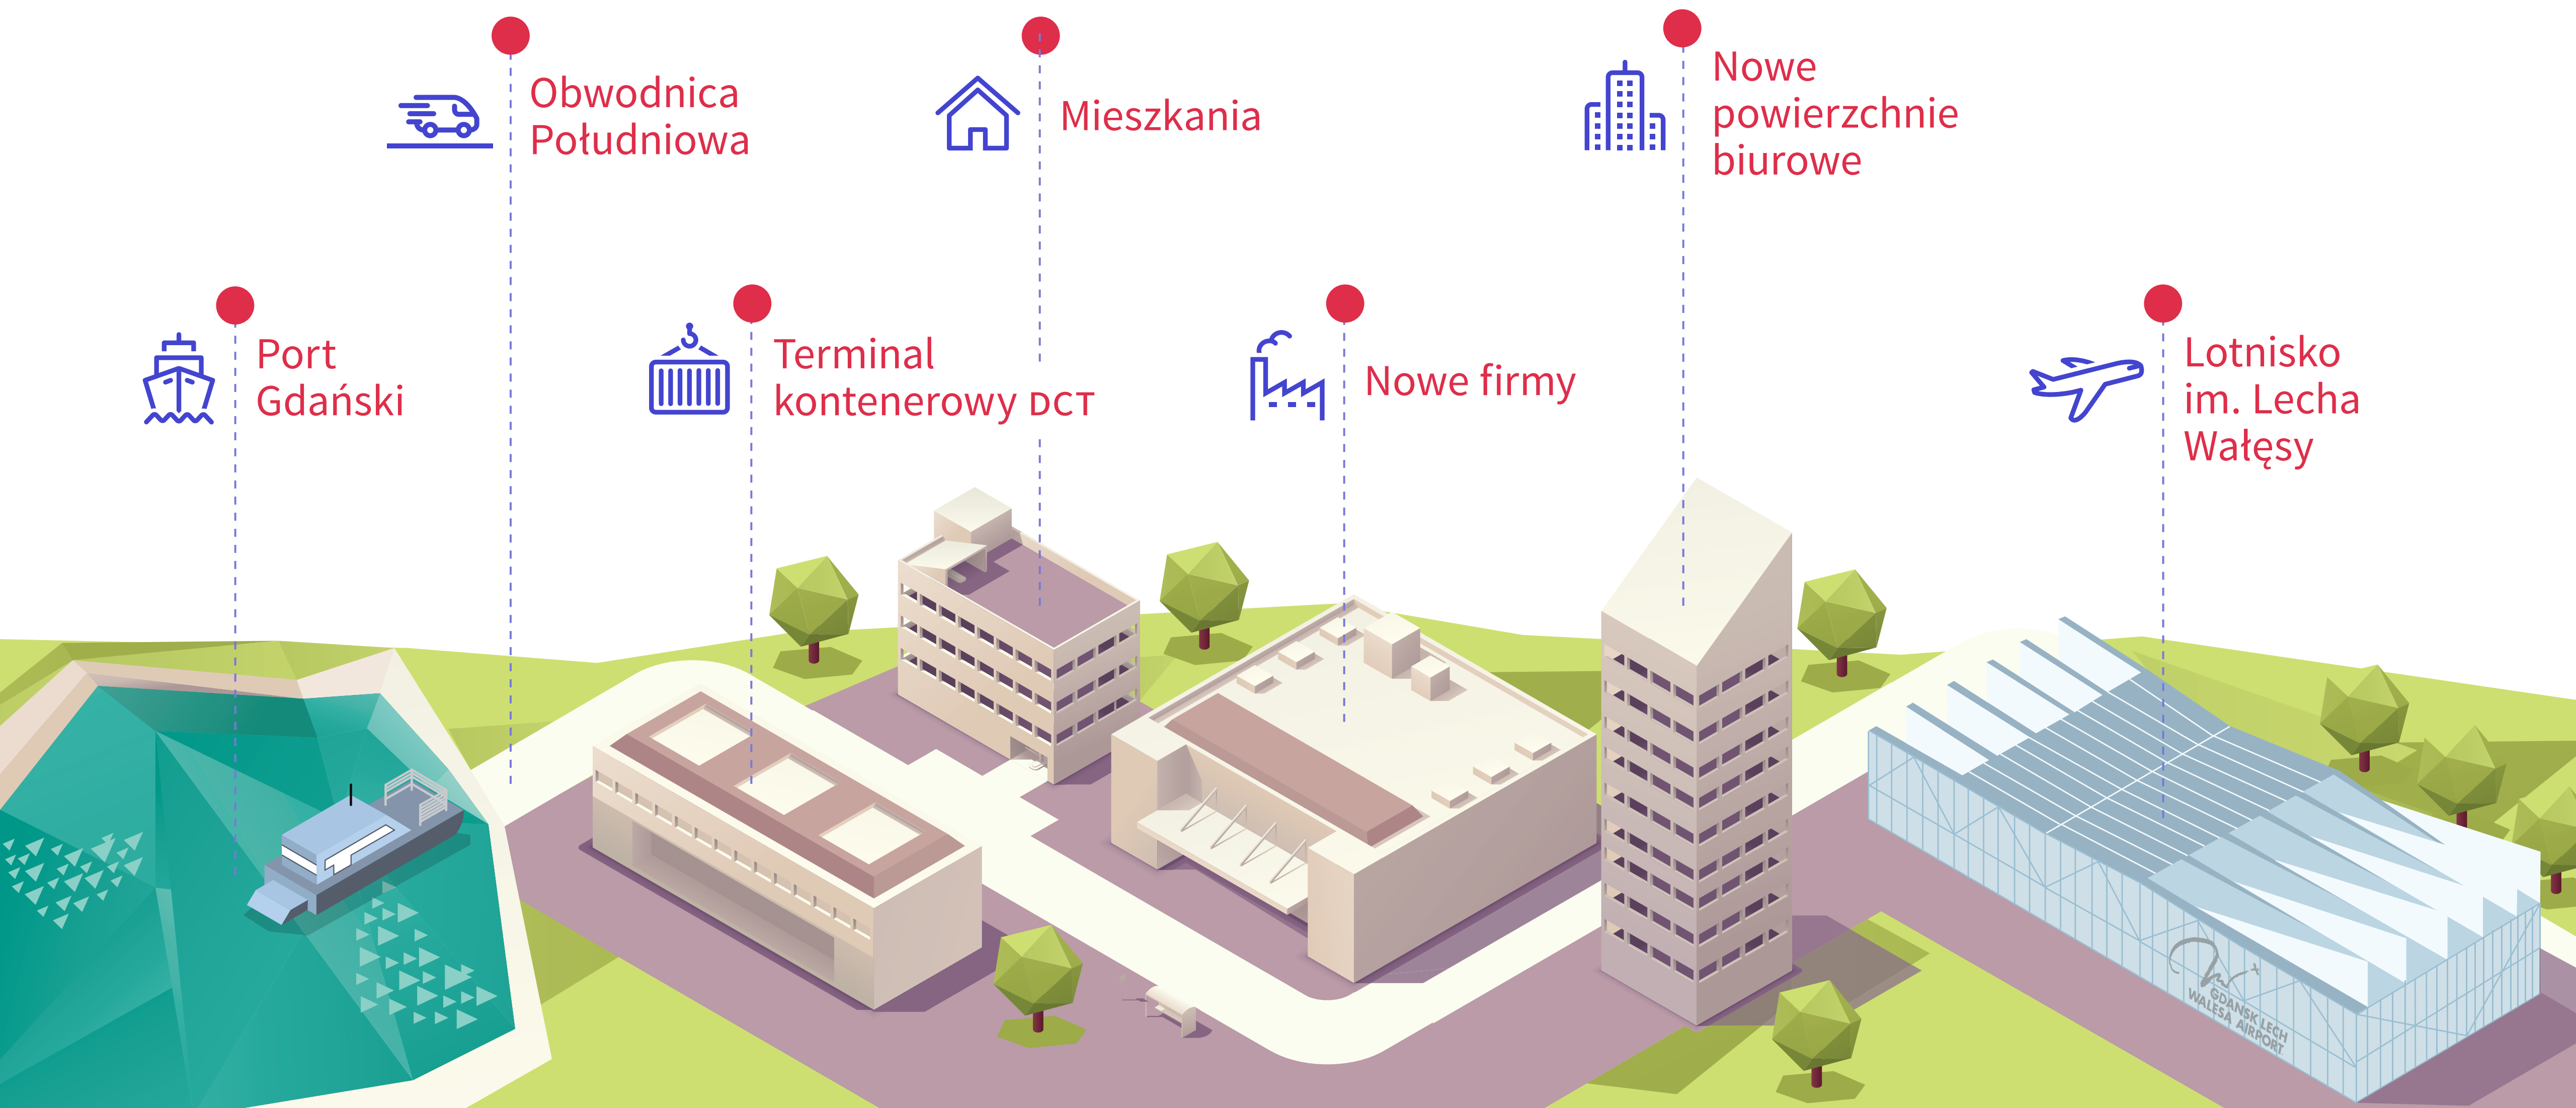 Obwodnica
Południowa
Mieszkania
Nowe
powierzchnie
biurowe
Port
Gdański
Terminal
kontenerowy DCT
Nowe firmy
Lotnisko
im. Lecha
Wałęsy
GDANSK LECH
WALESA AIRPORT